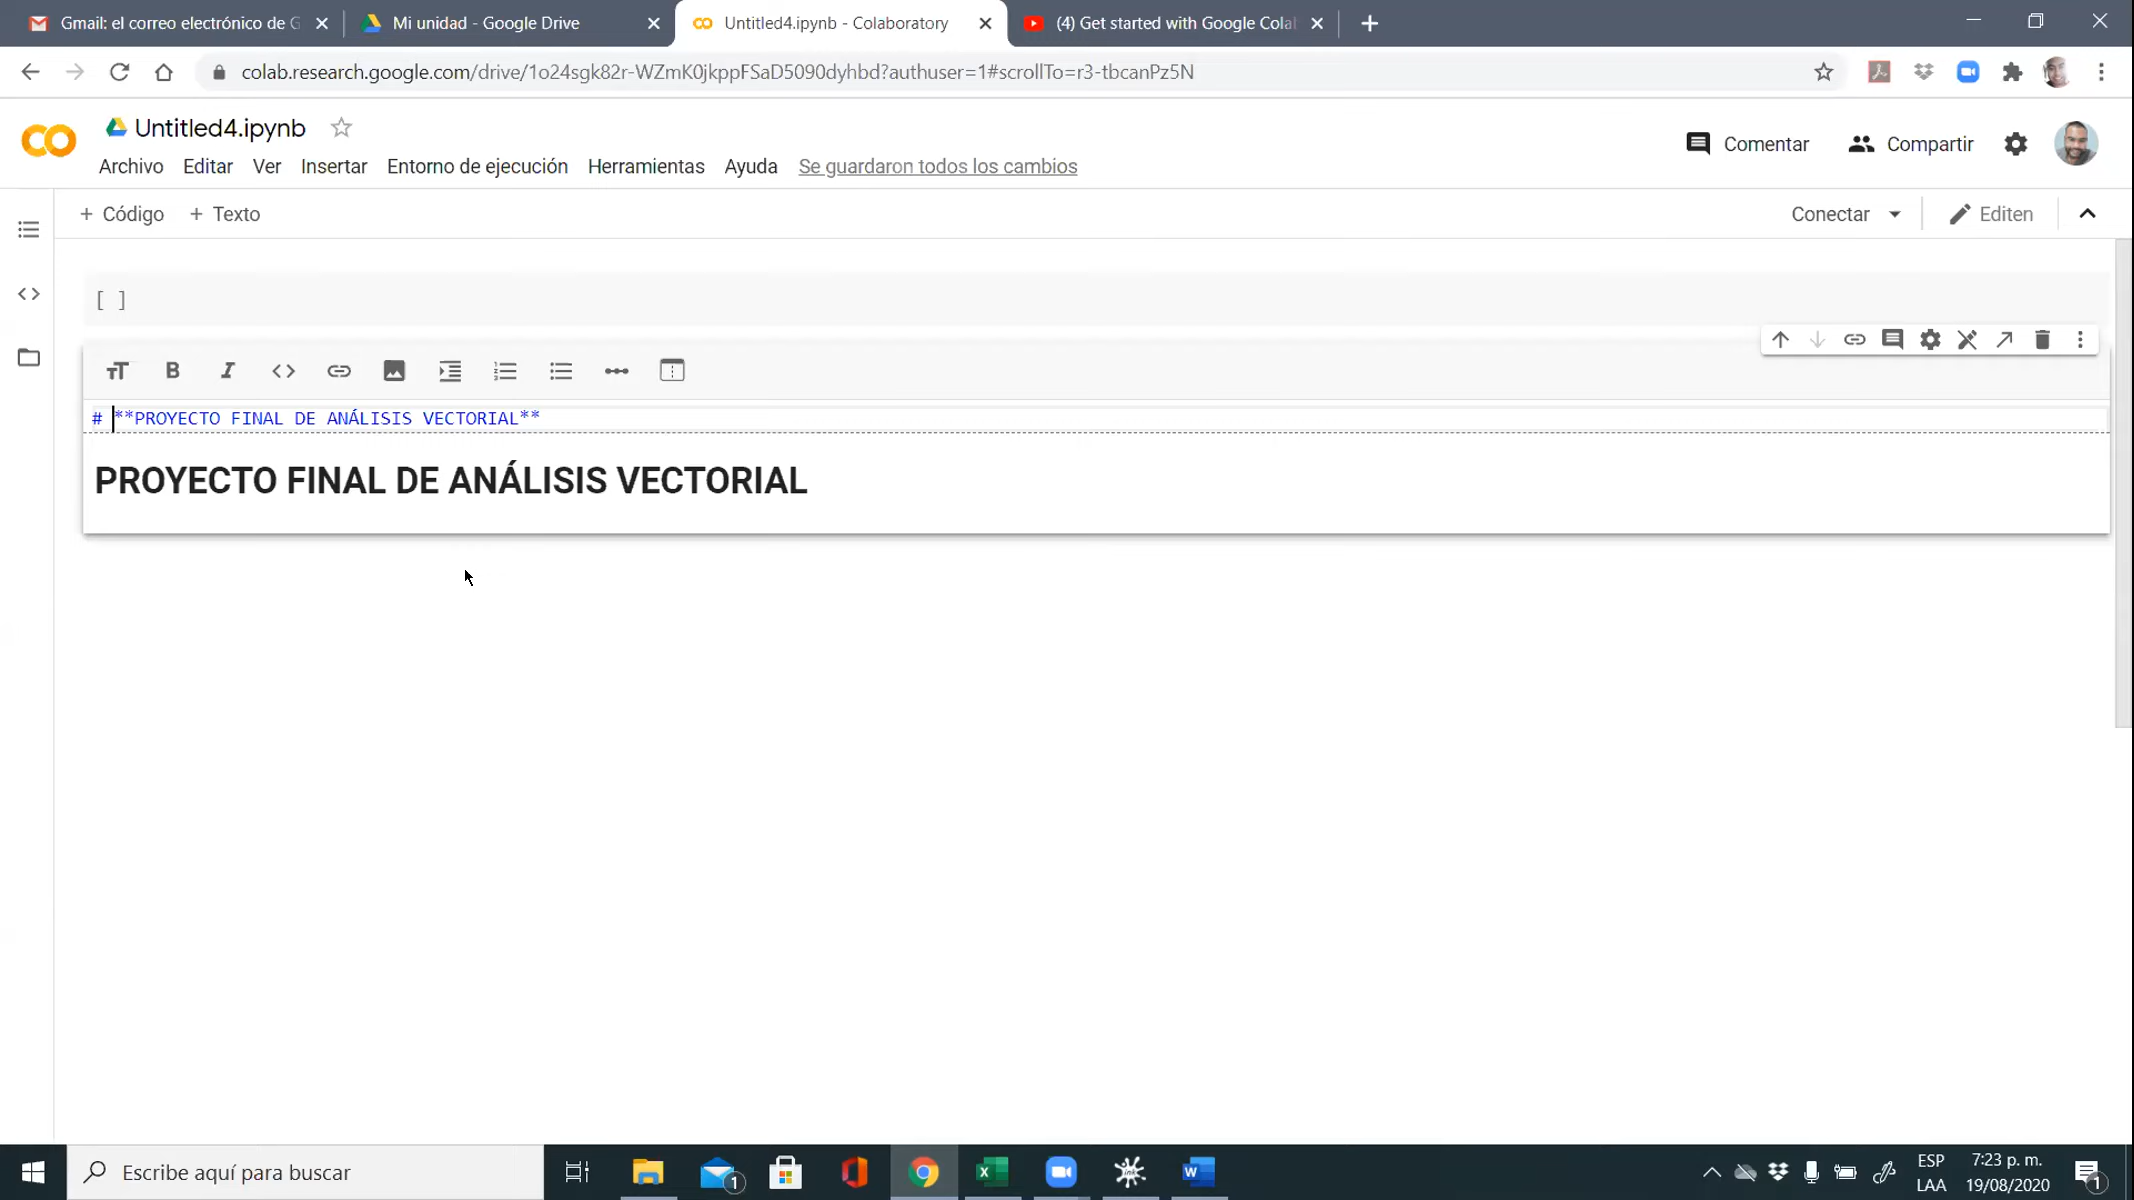 Gmail: el correo electrónico de G
Mi unidad - Google Drive
Untitled4.ipynb - Colaboratory
(4) Get started with Google Colab
colab.research.google.com/drive/1o24sgk82r-WZmK0jkppFSaD5090dyhbd?authuser=1#scrollTo=r3-tbcanPz5N
Untitled4.ipynb
Comentar
Compartir
Archivo Editar Ver Insertar Entorno de ejecución Herramientas Ayuda Se guardaron todos los cambios
+ Código + Texto
Conectar
Editen
[ ]
# **PROYECTO FINAL DE ANÁLISIS VECTORIAL**
PROYECTO FINAL DE ANÁLISIS VECTORIAL
Escribe aquí para buscar
1
ESP
LAA
7:23 p. m.
19/08/2020
1